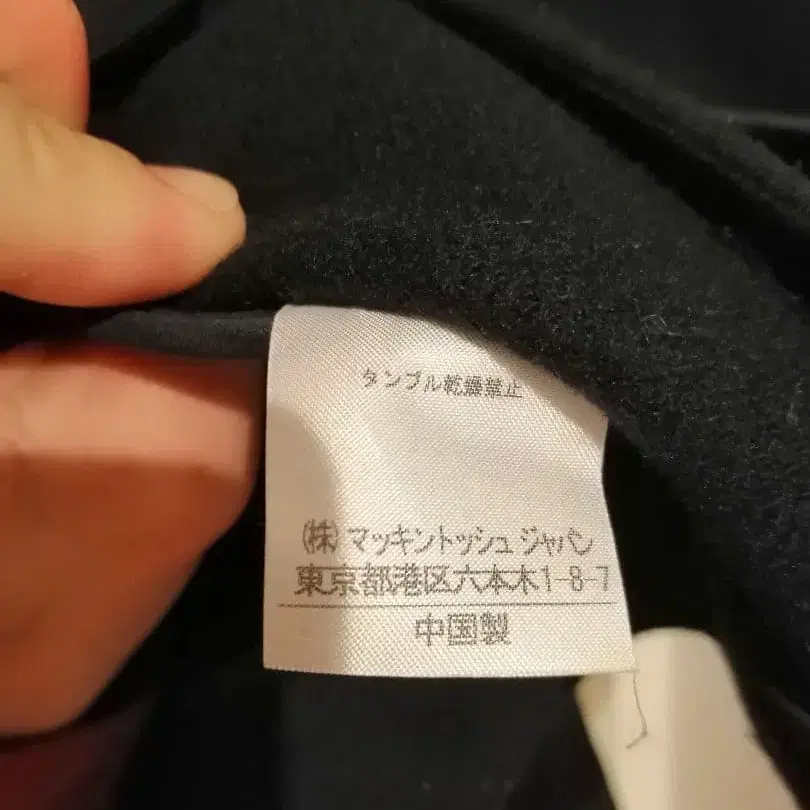 タンブル乾燥禁止
(株)マッキントッシュジャパン
東京都港区六本木1-8-7
中国製